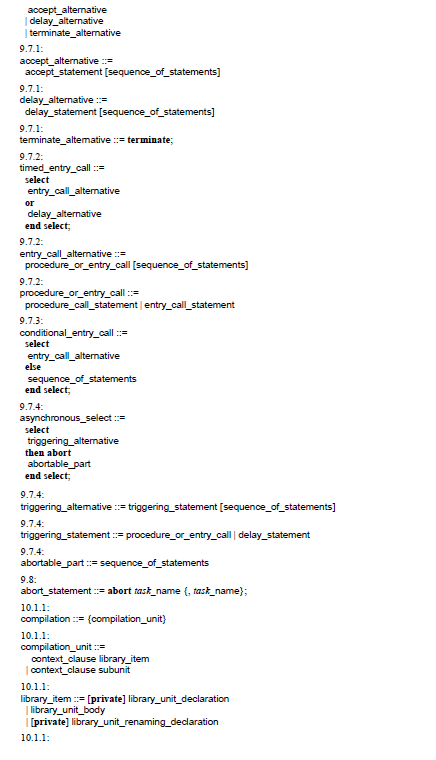 accept_alternative
| delay_alternative
| terminate_alternative
9.7.1:
accept_alternative ::=
accept_statement [sequence_of_statements]
9.7.1:
delay_alternative ::=
delay_statement [sequence_of_statements]
9.7.1:
terminate_alternative ::= terminate;
9.7.2:
timed_entry_call ::=
select
entry_call_alternative
or
delay_alternative
end select;
9.7.2:
entry_call_alternative ::=
procedure_or_entry_call [sequence_of_statements]
9.7.2:
procedure_or_entry_call ::=
procedure_call_statement | entry_call_statement
9.7.3:
conditional_entry_call ::=
select
entry_call_alternative
else
sequence_of_statements
end select;
9.7.4:
asynchronous_select ::=
select
triggering_alternative
then abort
abortable_part
end select;
9.7.4:
triggering_alternative ::= triggering_statement [sequence_of_statements]
9.7.4:
triggering_statement ::= procedure_or_entry_call | delay_statement
9.7.4:
abortable_part ::= sequence_of_statements
9.8:
abort_statement ::= abort task_name {, task_name};
10.1.1:
compilation ::= {compilation_unit}
10.1.1:
compilation_unit ::=
context_clause library_item
| context_clause subunit
10.1.1:
library_item ::= [private] library_unit_declaration
| library_unit_body
| [private] library_unit_renaming_declaration
10.1.1: